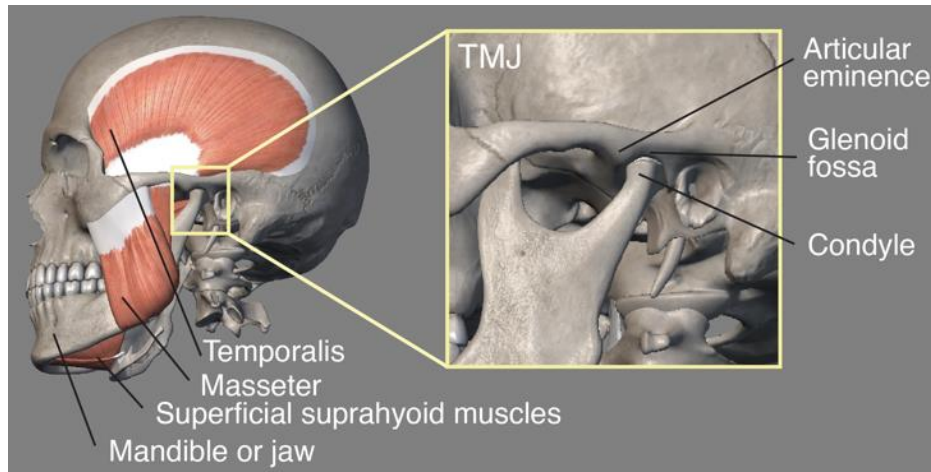 TMJ
Articular
eminence
Glenoid
fossa
Condyle
Temporalis
Masseter
Superficial suprahyoid muscles
Mandible or jaw